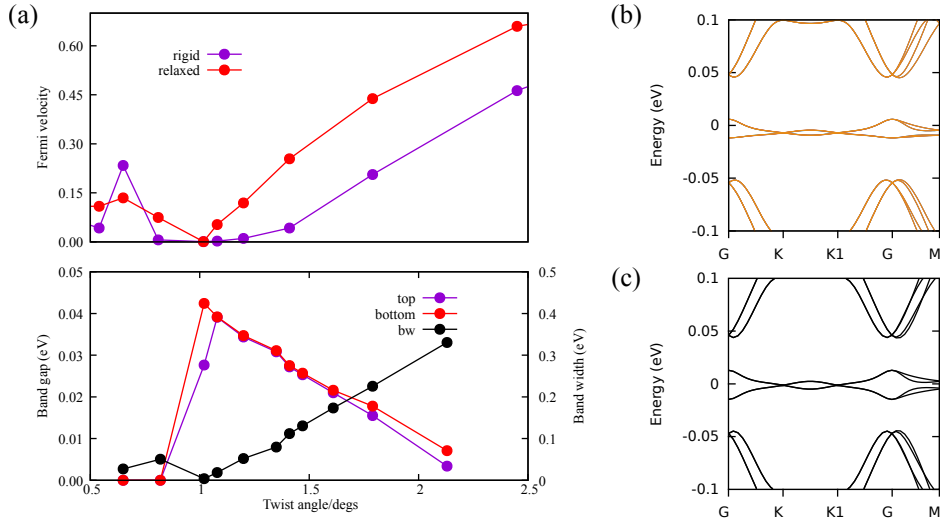 (a)
0.60
0.45
0.30
0.15
0.00
Fermi velocity
rigid
relaxed
0.05
0.04
0.03
0.02
0.01
0.00
Band gap (eV)
top
bottom
bw
0.5
0.4
0.3
0.2
0.1
0
Band width (eV)
0.5
1
1.5
2
2.5
Twist angle/degs
(b)
0.1
0.05
0
-0.05
-0.1
Energy (eV)
G K K1 G M
(c)
0.1
0.05
0
-0.05
-0.1
Energy (eV)
G K K1 G M